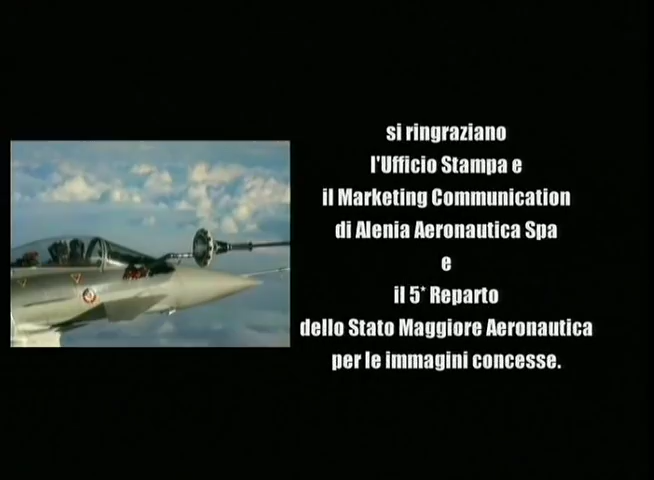 si ringraziano
l'Ufficio Stampa e
il Marketing Communication
di Alenia Aeronautica Spa
e
il 5° Reparto
dello Stato Maggiore Aeronautica
per le immagini concesse.